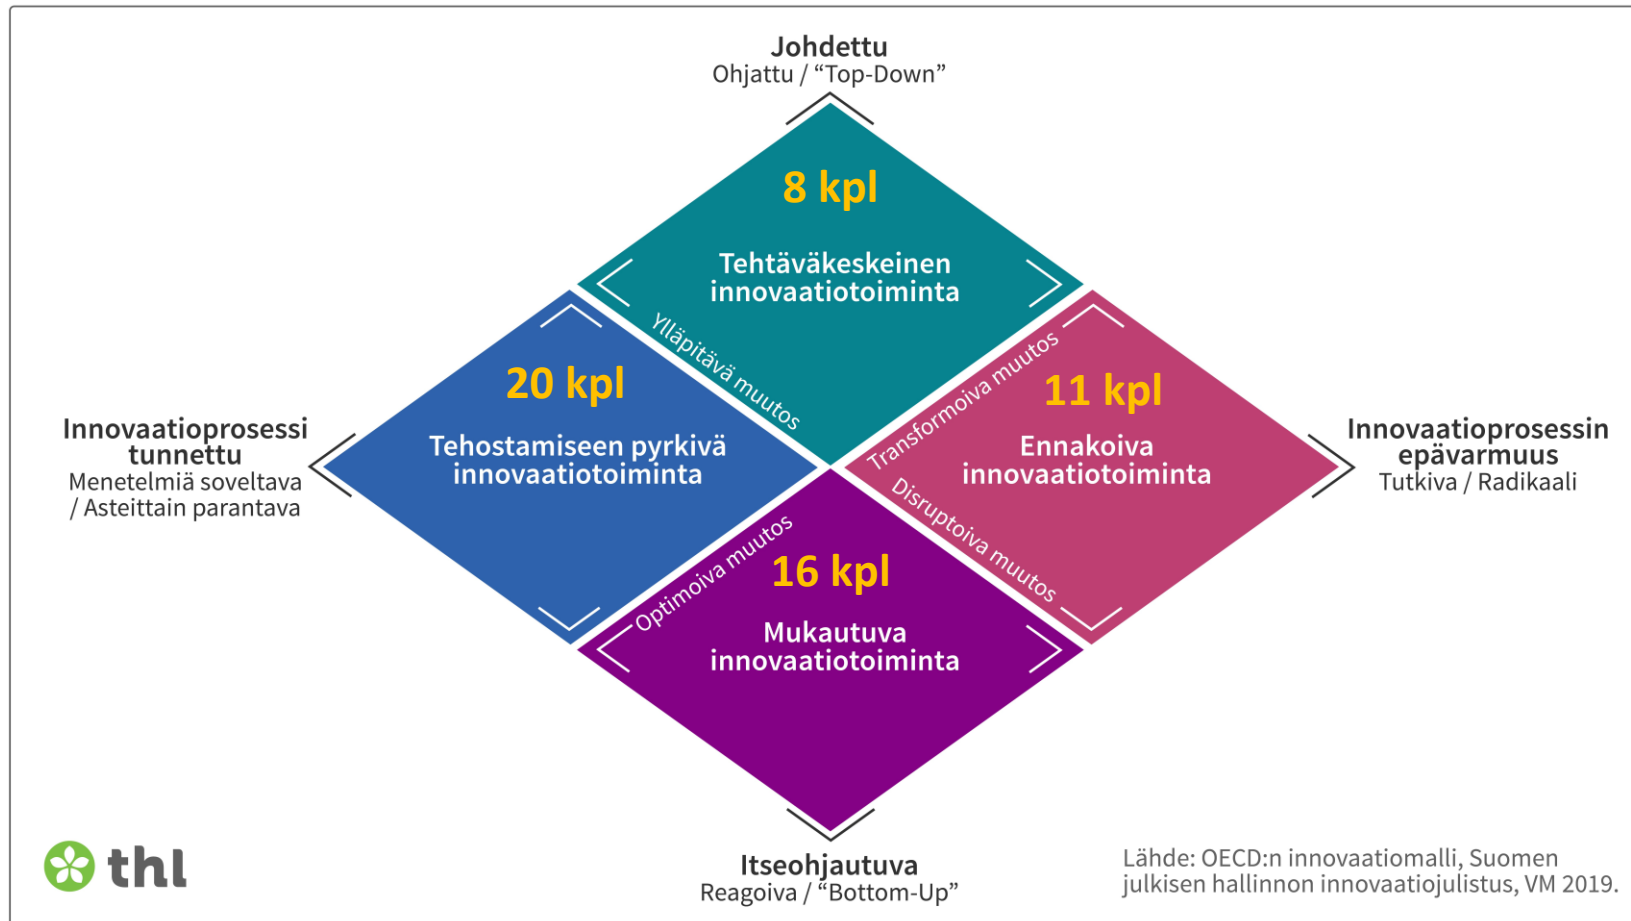 Johdettu
Ohjattu / “Top-Down”
8 kpl
Tehtäväkeskeinen
innovaatiotoiminta
Ylläpitävä muutos
Transformoiva muutos
20 kpl
Tehostamiseen pyrkivä
innovaatiotoiminta
11 kpl
Ennakoiva
innovaatiotoiminta
Innovaatioprosessi
tunnettu
Menetelmiä soveltava
/ Asteittain parantava
Innovaatioprosessin
epävarmuus
Tutkiva / Radikaali
Optimoiva muutos
Disruptoiva muutos
16 kpl
Mukautuva
innovaatiotoiminta
Itseohjautuva
Reagoiva / “Bottom-Up”
thl
Lähde: OECD:n innovaatiomalli, Suomen
julkisen hallinnon innovaatiojulistus, VM 2019.